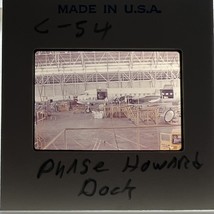 MADE IN U.S.A.
C-54
PHASE HOWARD
Dock